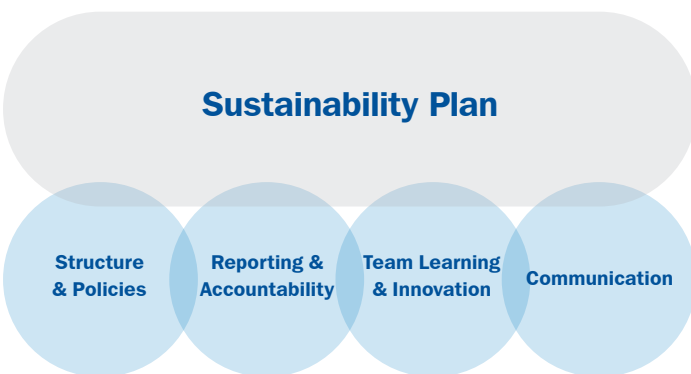 Sustainability Plan
Structure
& Policies
Reporting &
Accountability
Team Learning
& Innovation
Communication